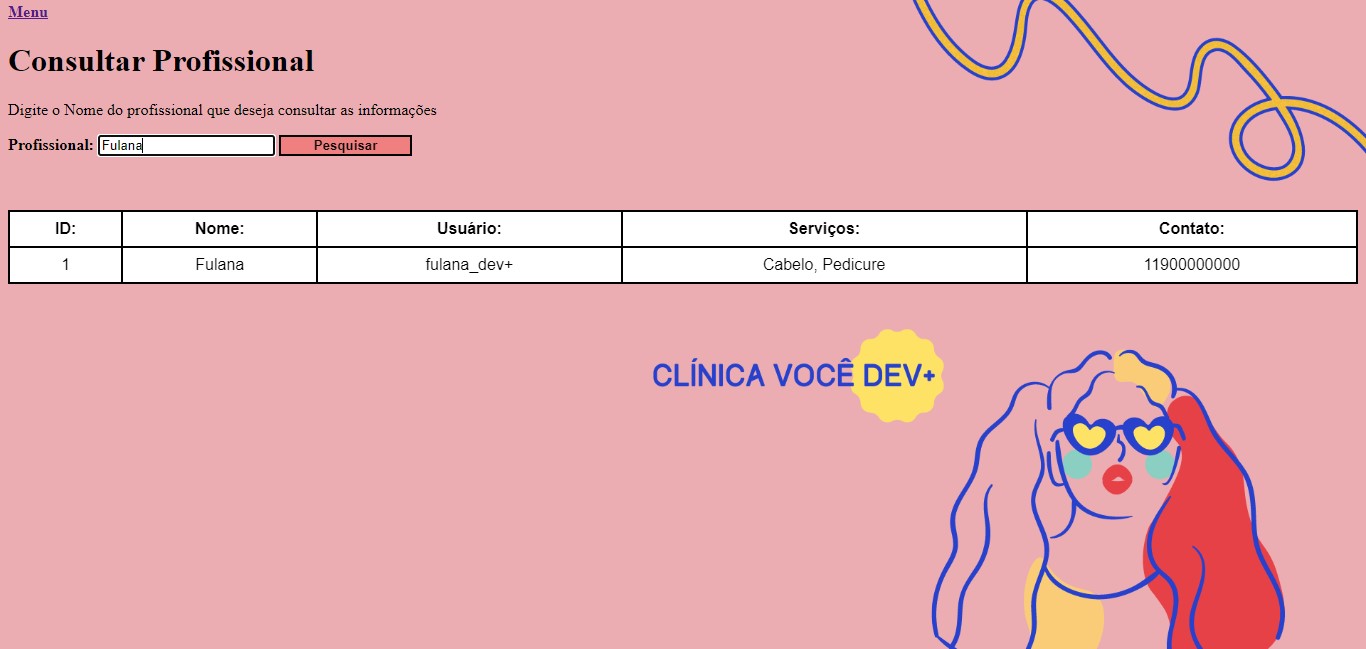 Menu
Consultar Profissional
Digite o Nome do profissional que deseja consultar as informações
Profissional: Fulana Pesquisar
ID: Nome: Usuário: Serviços: Contato:
1 Fulana fulana_dev+ Cabelo, Pedicure 11900000000
CLÍNICA VOCÊ DEV+